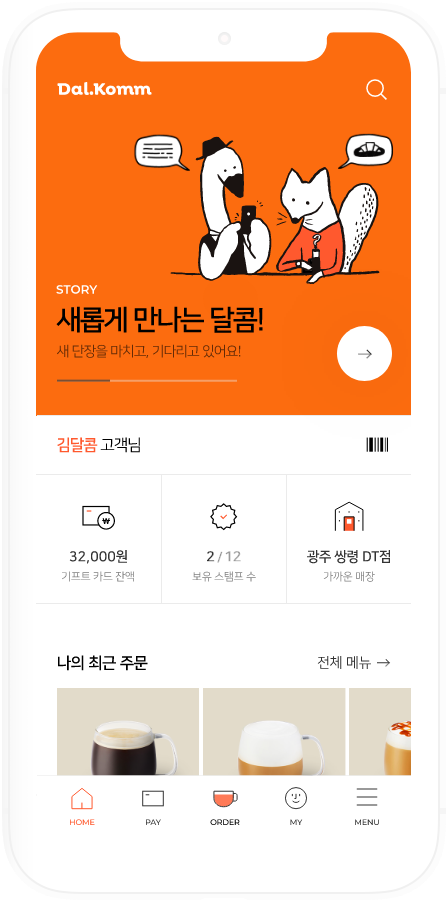 Dal.Komm
STORY
새롭게 만나는 달콤!
새 단장을 마치고, 기다리고 있어요!
김달콤 고객님
32,000원
기프트 카드 잔액
2 / 12
보유 스탬프 수
광주 쌍령 DT점
가까운 매장
나의 최근 주문
전체 메뉴 →
HOME
PAY
ORDER
MY
MENU